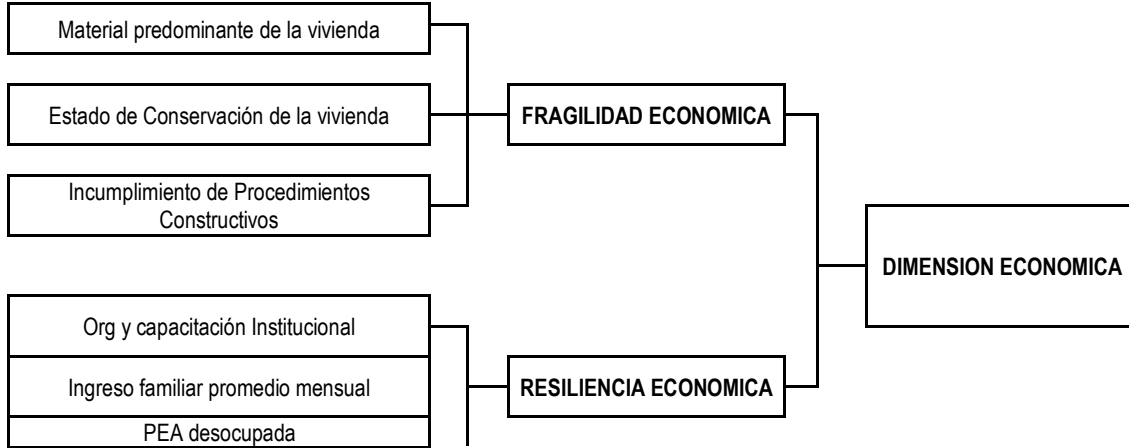 Material predominante de la vivienda
Estado de Conservación de la vivienda
FRAGILIDAD ECONOMICA
Incumplimiento de Procedimientos
Constructivos
DIMENSION ECONOMICA
Org y capacitación Institucional
Ingreso familiar promedio mensual
RESILIENCIA ECONOMICA
PEA desocupada